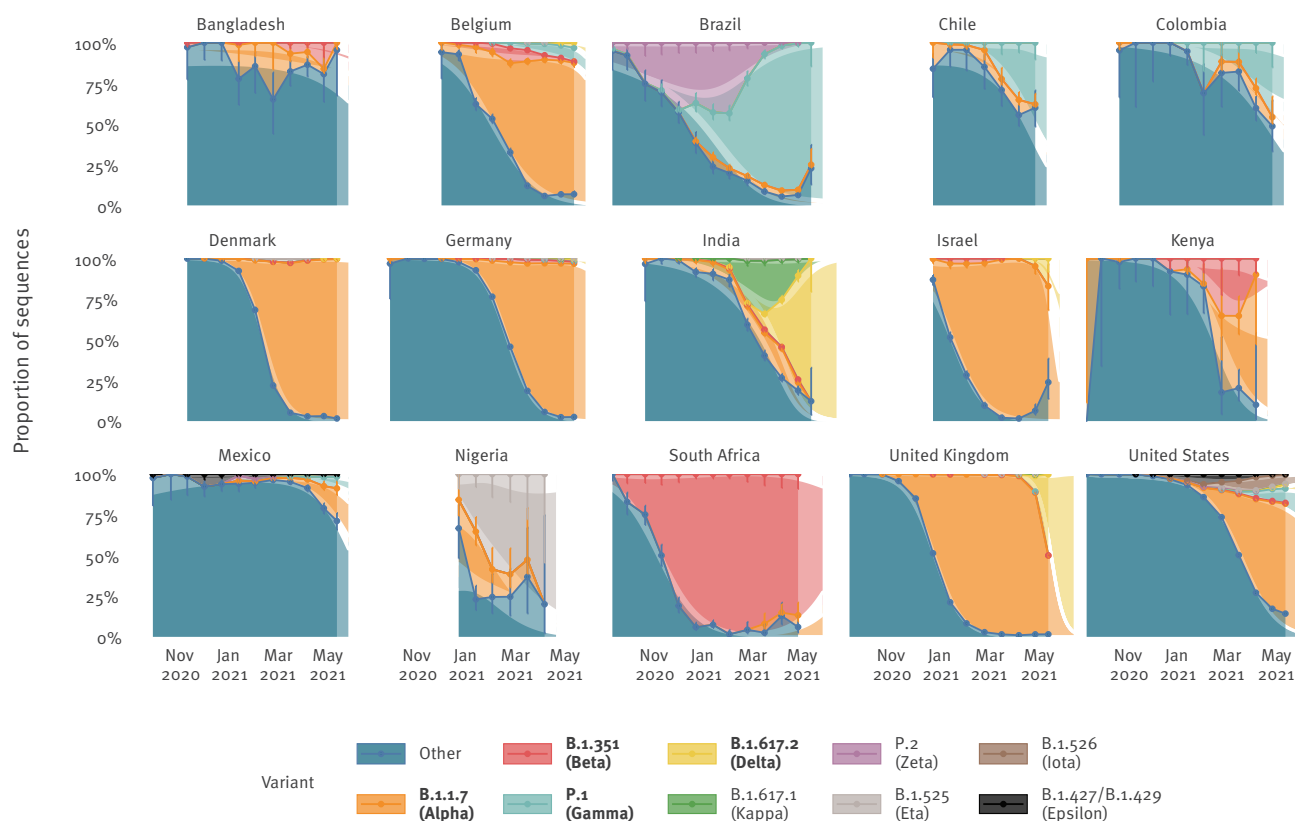 Proportion of sequences
Bangladesh
Belgium
Brazil
Chile
Colombia
100%
75%
50%
25%
0%
Denmark
Germany
India
Israel
Kenya
100%
75%
50%
25%
0%
Mexico
Nigeria
South Africa
United Kingdom
United States
100%
75%
50%
25%
0%
Nov Jan Mar May
2020 2021 2021 2021
Nov Jan Mar May
2020 2021 2021 2021
Nov Jan Mar May
2020 2021 2021 2021
Nov Jan Mar May
2020 2021 2021 2021
Nov Jan Mar May
2020 2021 2021 2021
Variant
Other
B.1.1.7
(Alpha)
B.1.351
(Beta)
P.1
(Gamma)
B.1.617.2
(Delta)
B.1.617.1
(Kappa)
P.2
(Zeta)
B.1.525
(Eta)
B.1.526
(Iota)
B.1.427/B.1.429
(Epsilon)